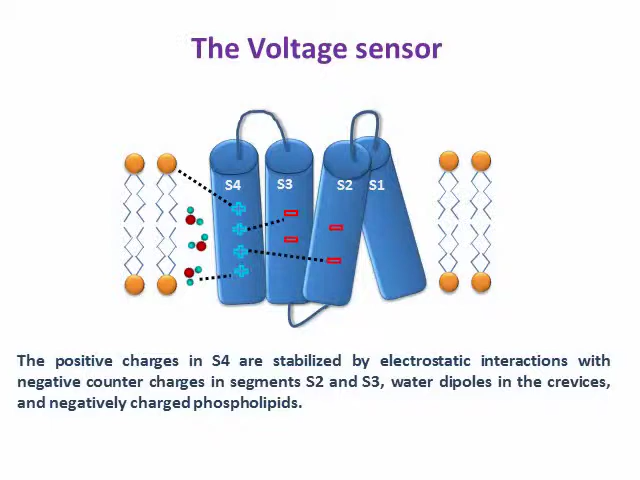 The Voltage sensor
S4 S3 S2 S1
The positive charges in S4 are stabilized by electrostatic interactions with
negative counter charges in segments S2 and S3, water dipoles in the crevices,
and negatively charged phospholipids.